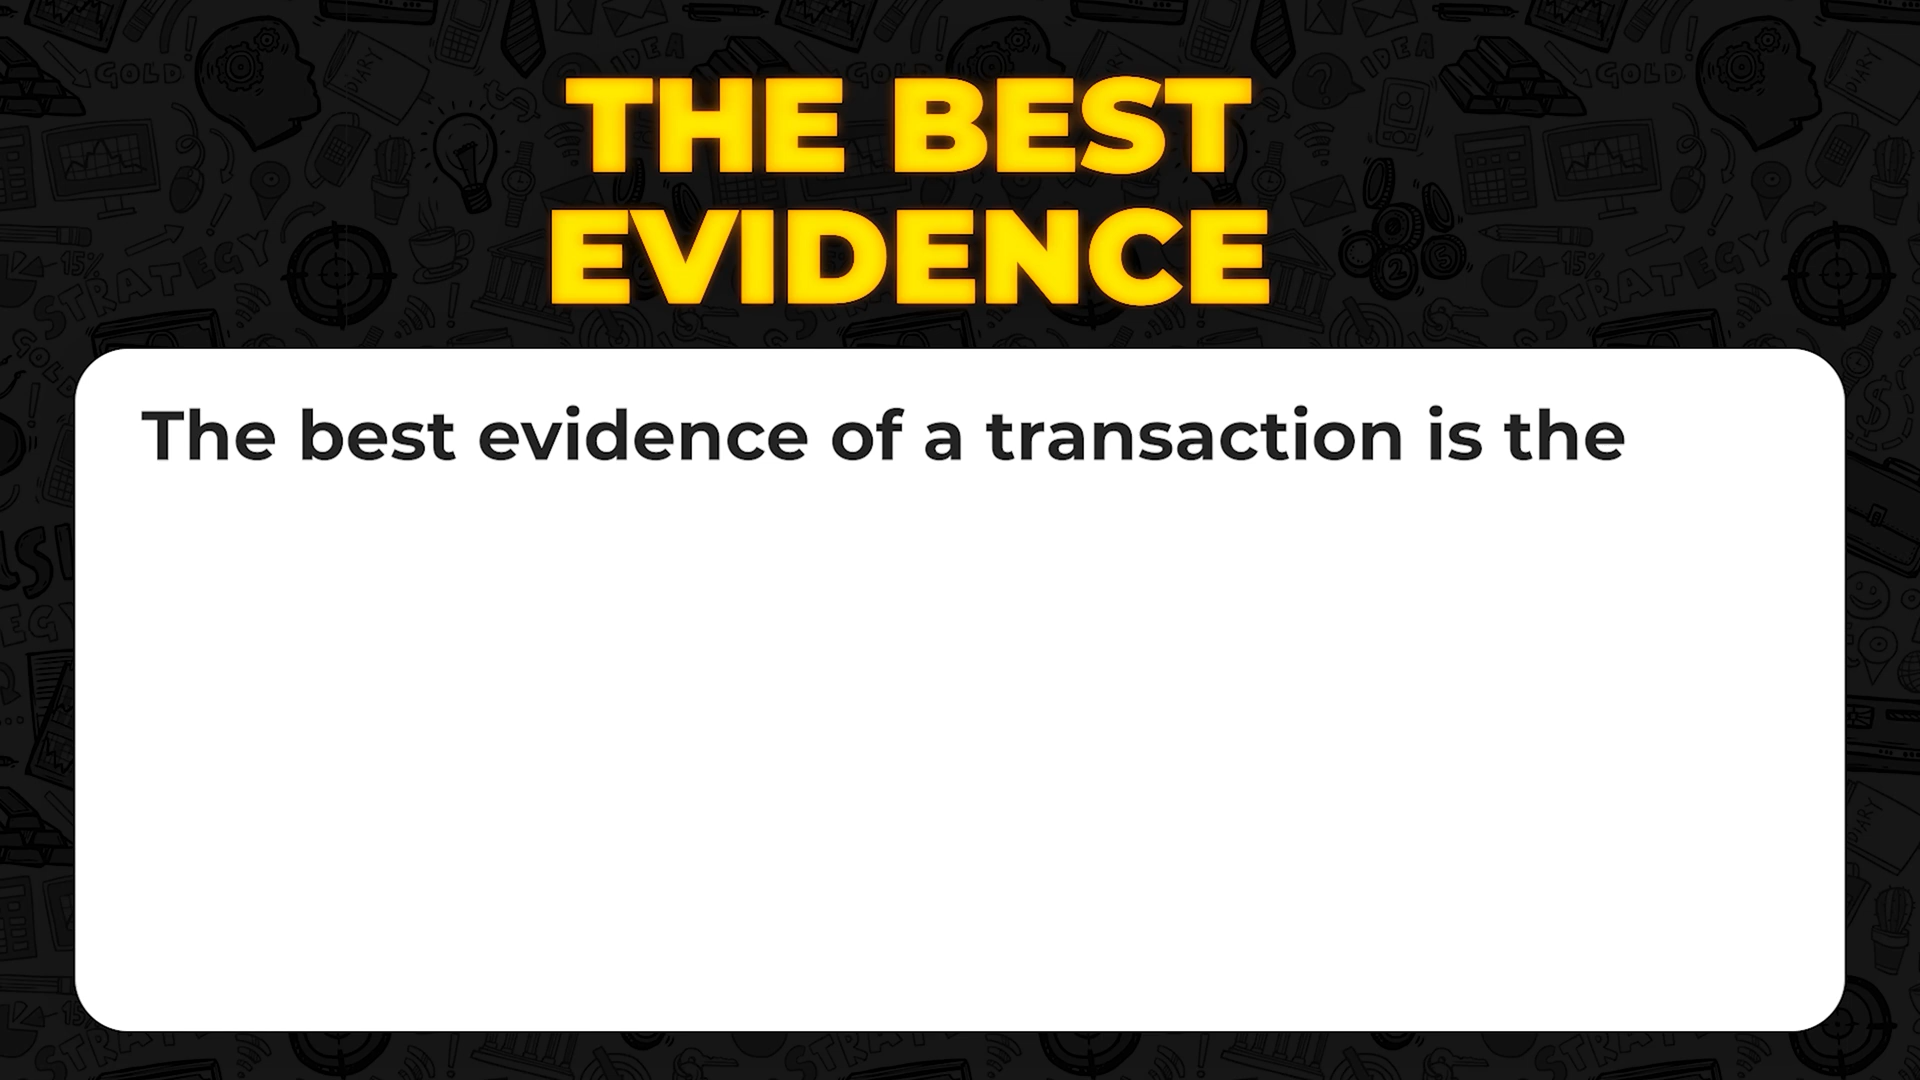 THE BEST
EVIDENCE
The best evidence of a transaction is the